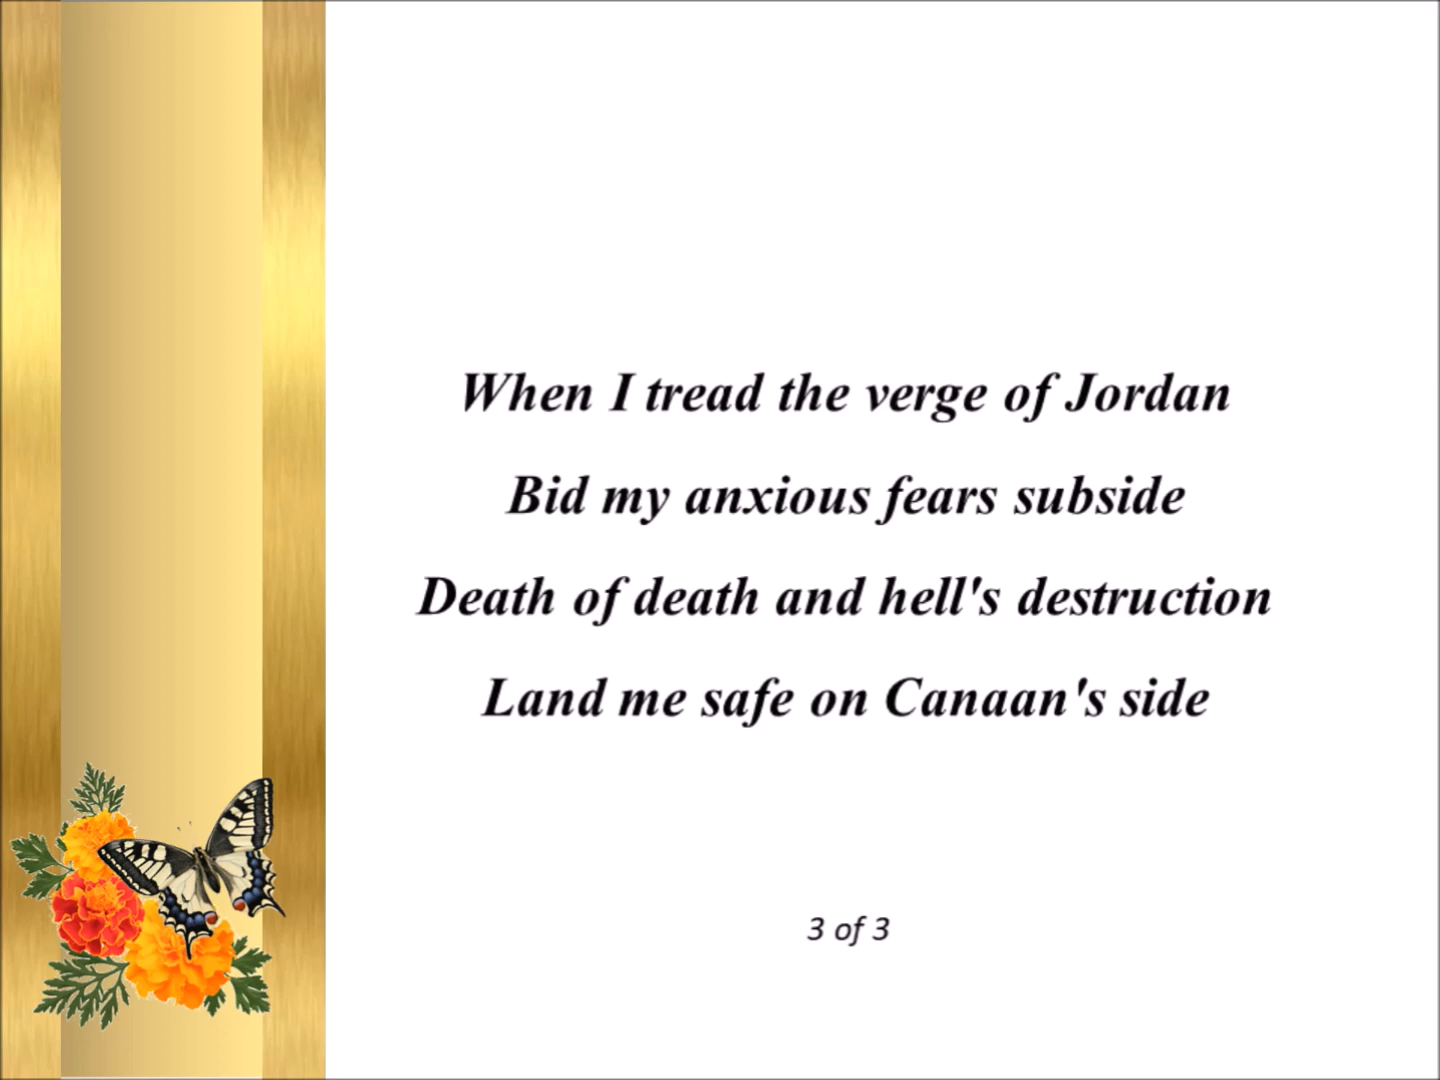 When I tread the verge of Jordan
Bid my anxious fears subside
Death of death and hell's destruction
Land me safe on Canaan's side
3 of 3